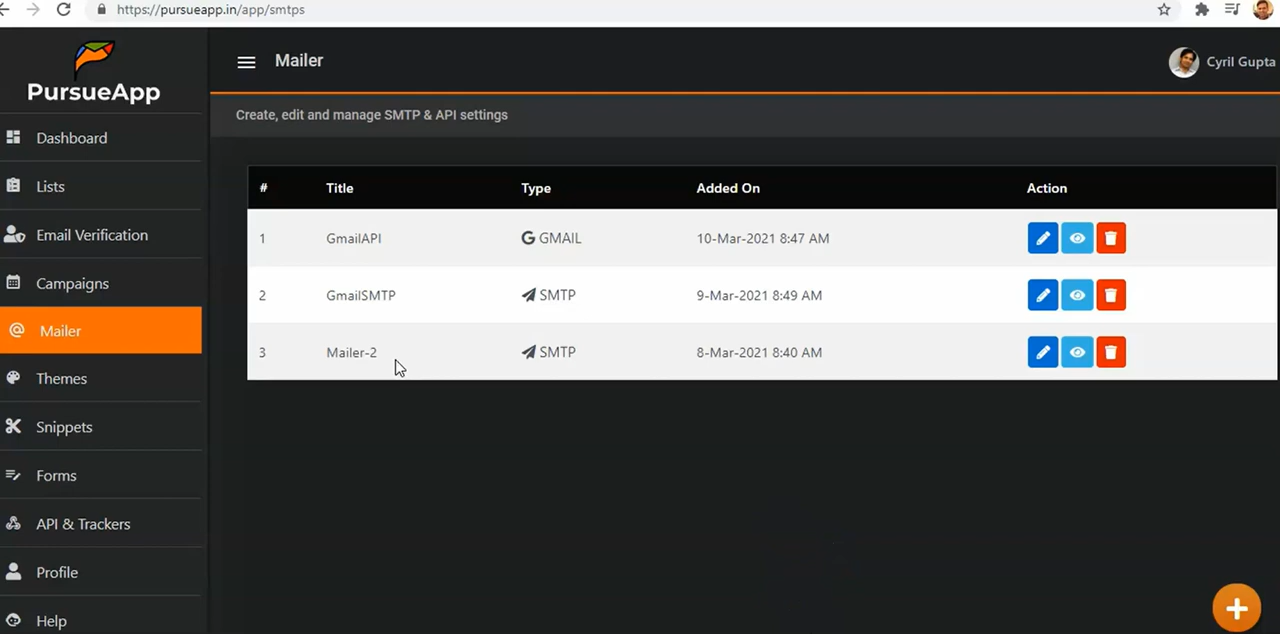 https://pursueapp.in/app/smtps
PursueApp
Mailer
Cyril Gupta
Create, edit and manage SMTP & API settings
Dashboard
Lists
Email Verification
Campaigns
Mailer
Themes
Snippets
Forms
API & Trackers
Profile
Help
# Title Type Added On Action
1 GmailAPI GMAIL 10-Mar-2021 8:47 AM
2 GmailSMTP SMTP 9-Mar-2021 8:49 AM
3 Mailer-2 SMTP 8-Mar-2021 8:40 AM